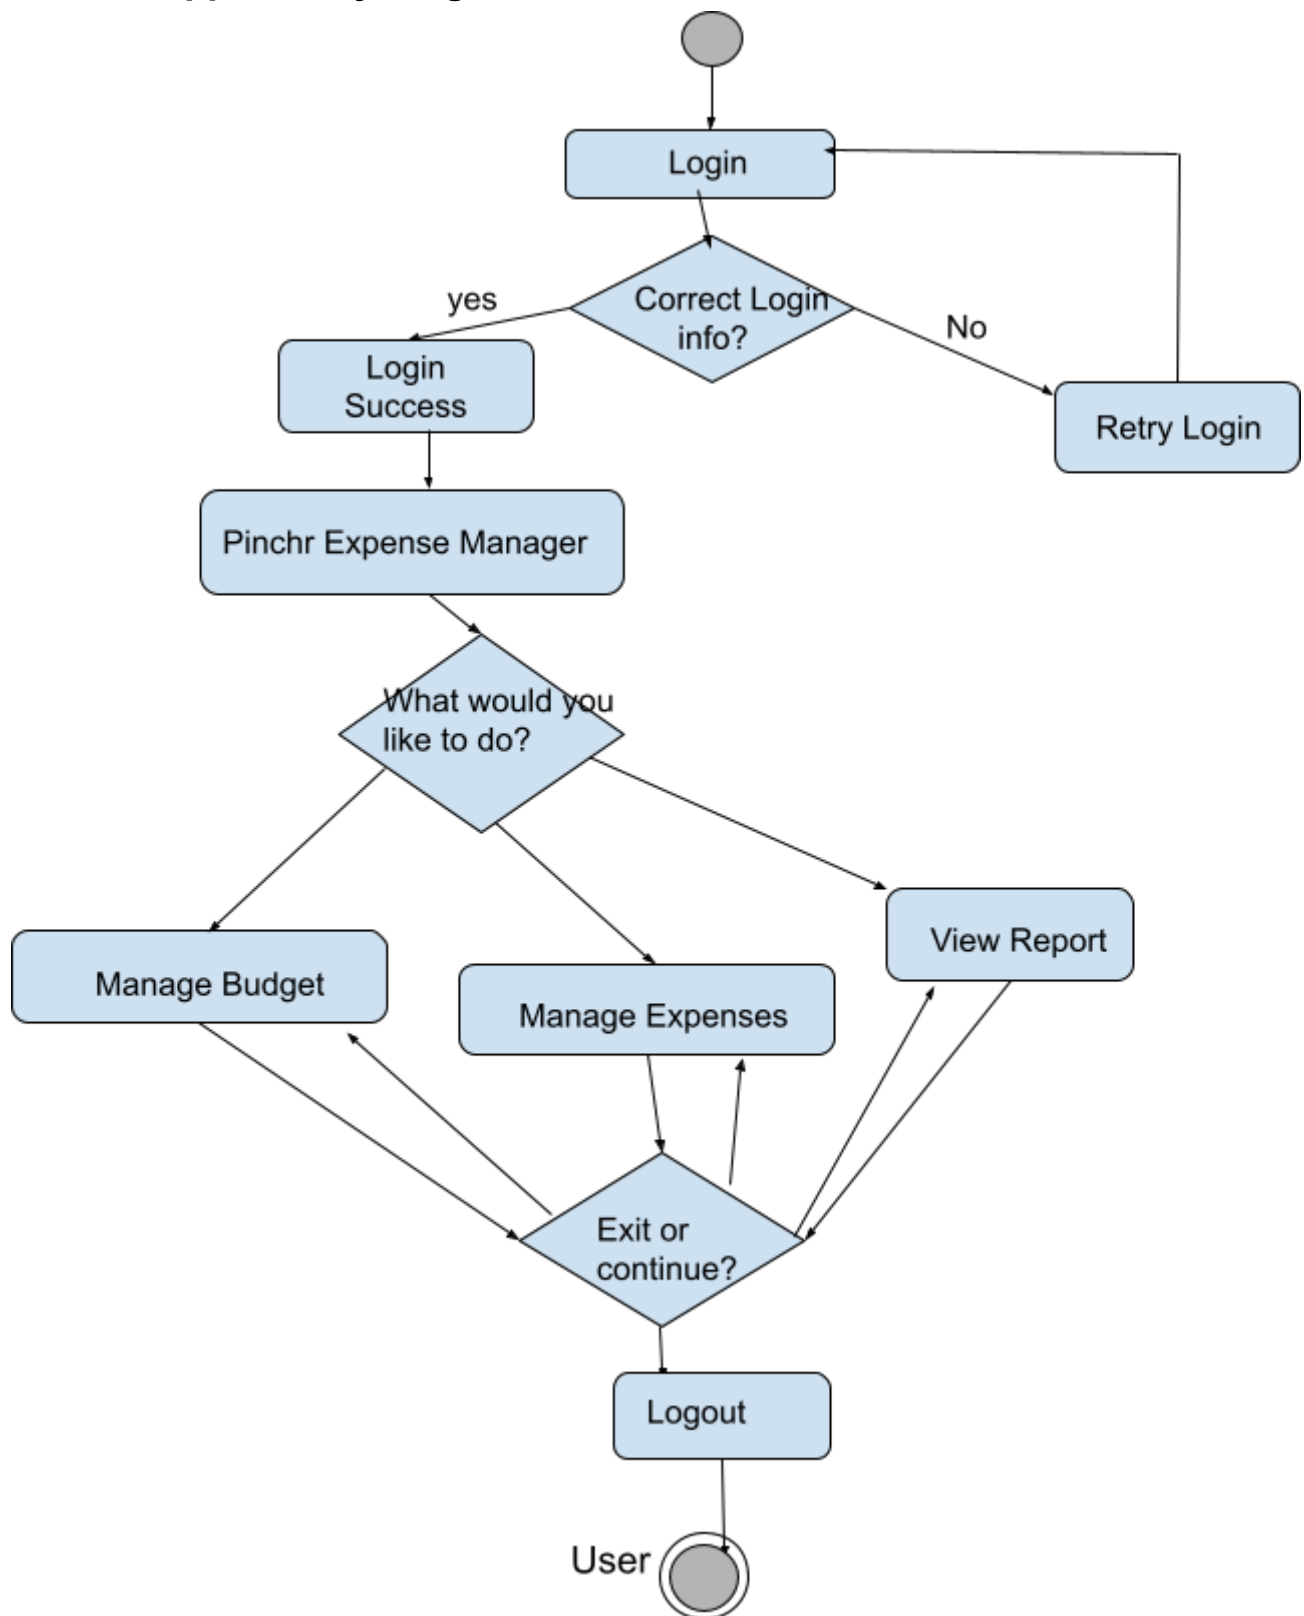 Login
Correct Login
info?
yes
No
Login
Success
Retry Login
Pinchr Expense Manager
What would you
like to do?
View Report
Manage Budget
Manage Expenses
Exit or
continue?
Logout
User